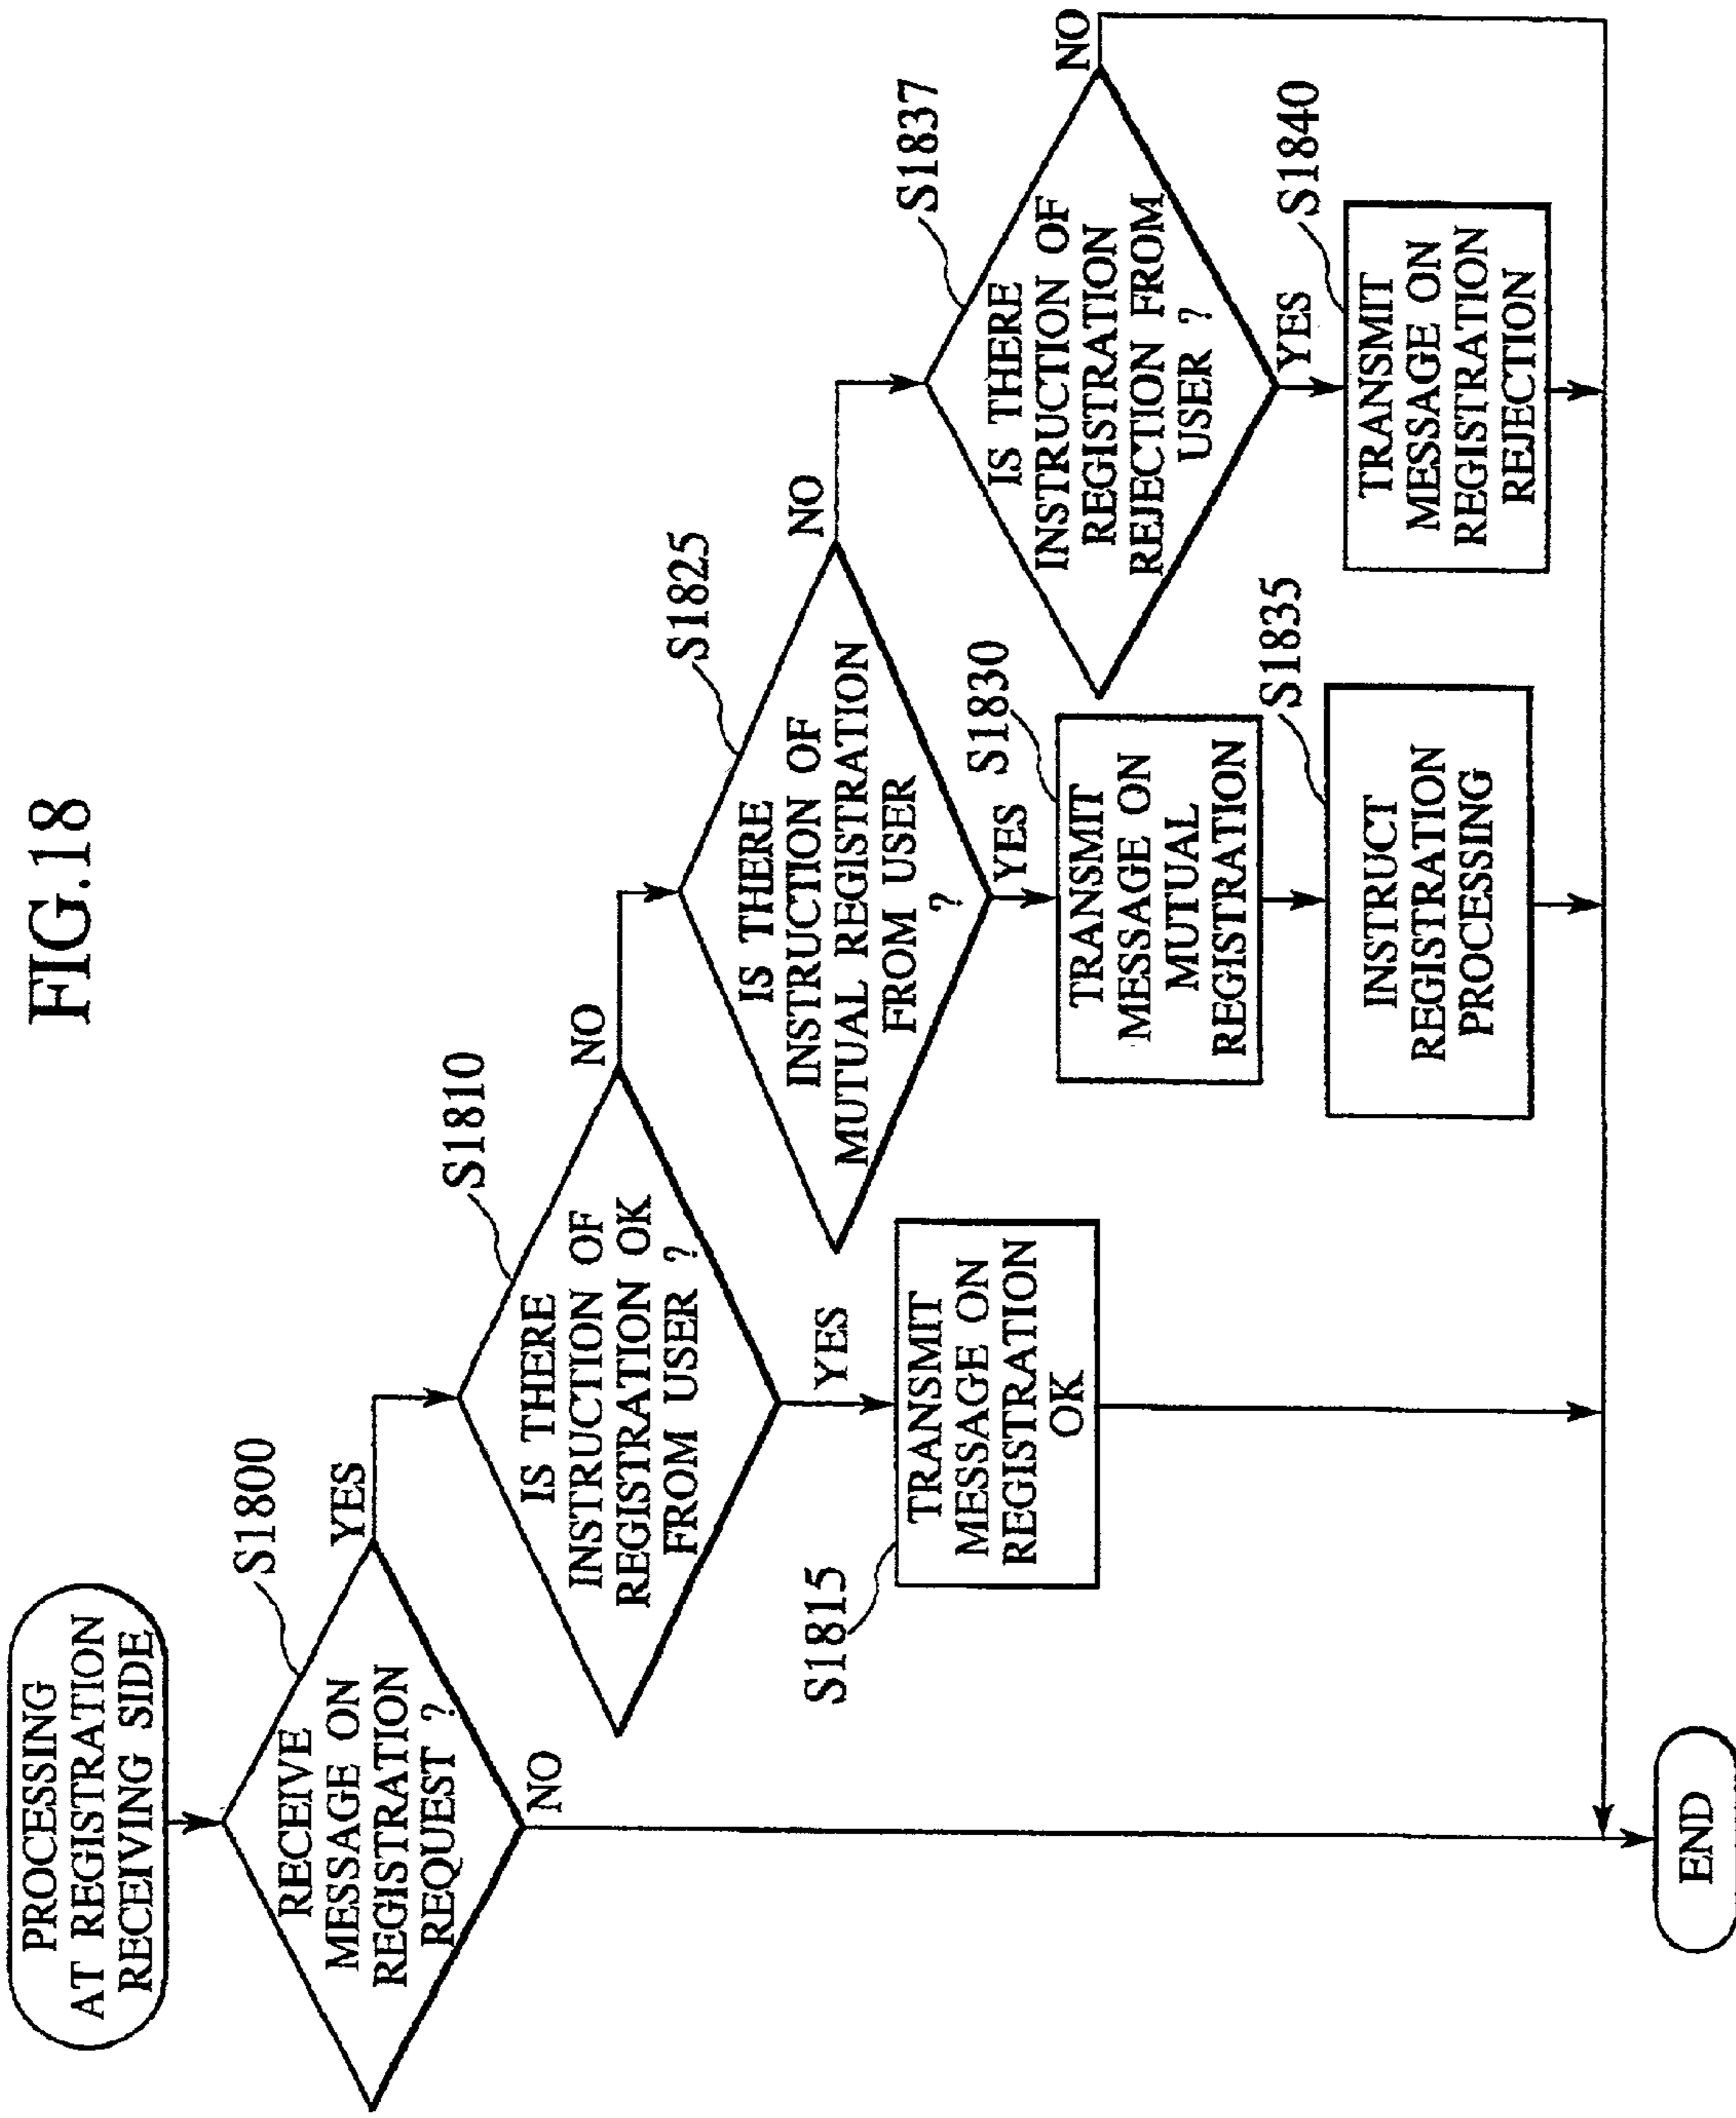 FIG.18
PROCESSING
AT REGISTRATION
RECEIVING SIDE
S1800
RECEIVE
MESSAGE ON
REGISTRATION
REQUEST ?
YES
NO
S1810
IS THERE
INSTRUCTION OF
REGISTRATION OK
FROM USER ?
NO
YES
S1815
TRANSMIT
MESSAGE ON
REGISTRATION
OK
S1825
IS THERE
INSTRUCTION OF
MUTUAL REGISTRATION
FROM USER
?
NO
YES
S1830
TRANSMIT
MESSAGE ON
MUTUAL
REGISTRATION
S1835
INSTRUCT
REGISTRATION
PROCESSING
S1837
IS THERE
INSTRUCTION OF
REGISTRATION
REJECTION FROM
USER ?
NO
YES
S1840
TRANSMIT
MESSAGE ON
REGISTRATION
REJECTION
END